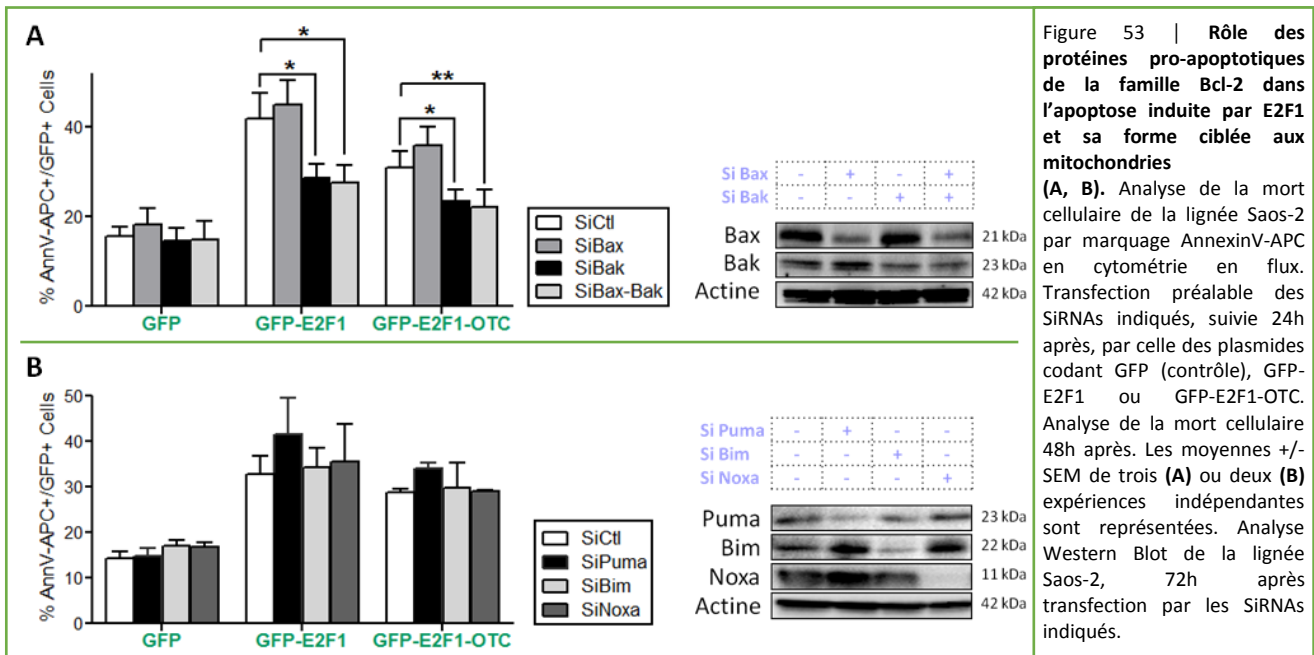 A
% AnnV-APC+/GFP+ Cells
40
20
0
*
*
**
*
GFP
GFP-E2F1
GFP-E2F1-OTC
SiCtl
SiBax
SiBak
SiBax-Bak
Si Bax - + - +
Si Bak - - + +
Bax 21 kDa
Bak 23 kDa
Actine 42 kDa
B
% AnnV-APC+/GFP+ Cells
50
40
30
20
10
0
GFP
GFP-E2F1
GFP-E2F1-OTC
SiCtl
SiPuma
SiBim
SiNoxa
Si Puma - + - -
Si Bim - - + -
Si Noxa - - - +
Puma 23 kDa
Bim 22 kDa
Noxa 11 kDa
Actine 42 kDa
Figure 53 | Rôle des
protéines pro-apoptotiques
de la famille Bcl-2 dans
l'apoptose induite par E2F1
et sa forme ciblée aux
mitochondries
(A, B). Analyse de la mort
cellulaire de la lignée Saos-2
par marquage AnnexinV-APC
en cytométrie en flux.
Transfection préalable des
SiRNAs indiqués, suivie 24h
après, par celle des plasmides
codant GFP (contrôle), GFP-
E2F1 ou GFP-E2F1-OTC.
Analyse de la mort cellulaire
48h après. Les moyennes +/-
SEM de trois (A) ou deux (B)
expériences indépendantes
sont représentées. Analyse
Western Blot de la lignée
Saos-2, 72h après
transfection par les SiRNAs
indiqués.